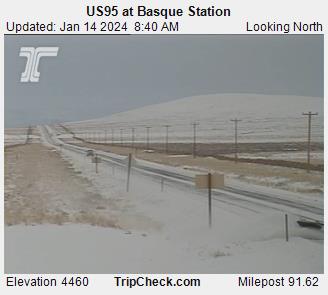 US95 at Basque Station
Updated: Jan 14 2024 8:40 AM Looking North
Elevation 4460 TripCheck.com Milepost 91.62